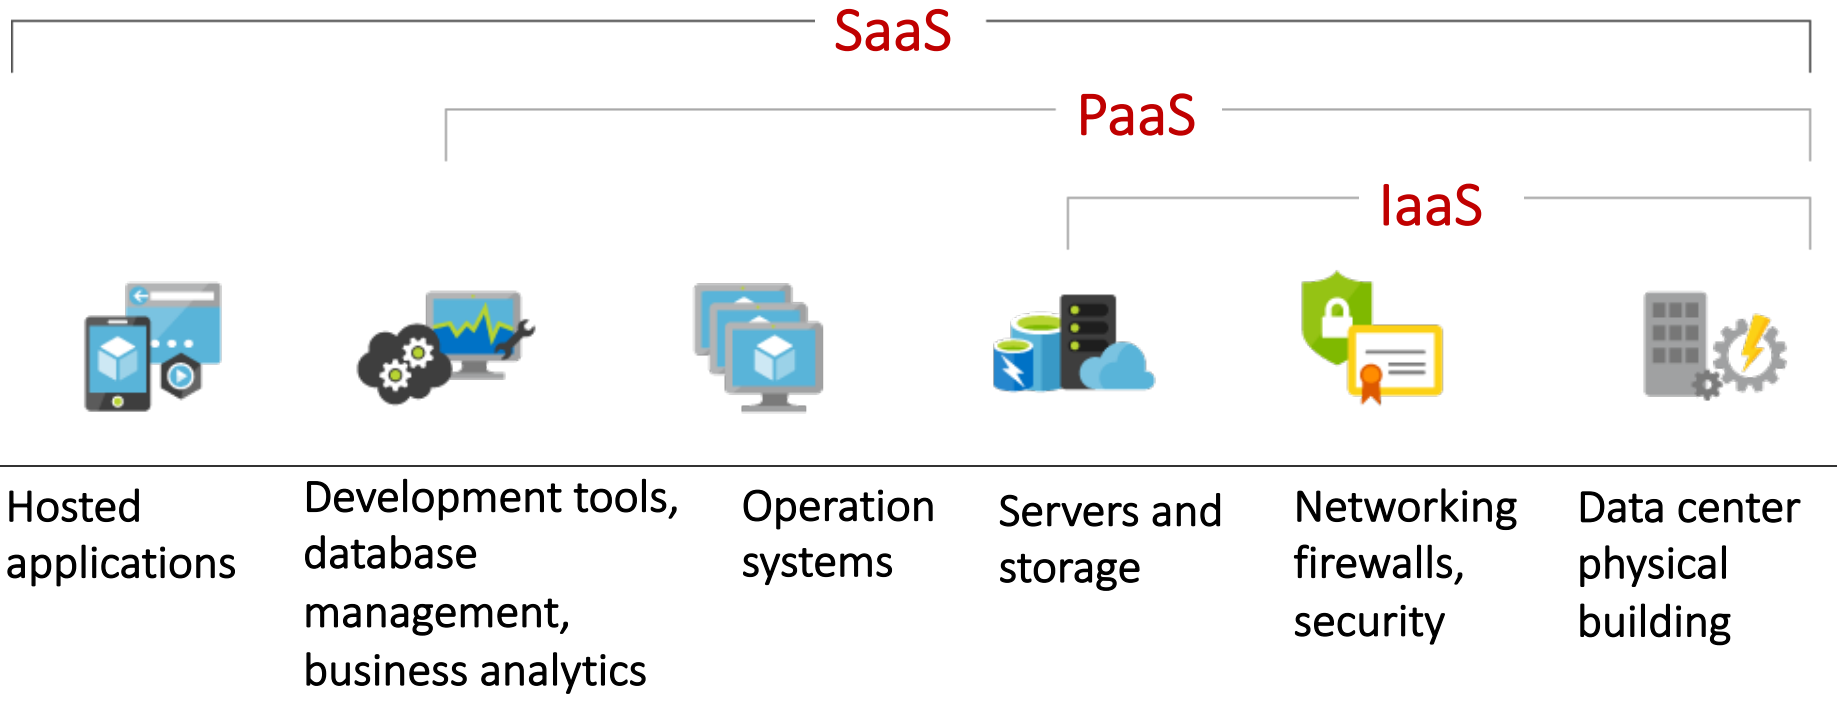 SaaS
PaaS
IaaS
Hosted
applications
Development tools,
database
management,
business analytics
Operation
systems
Servers and
storage
Networking
firewalls,
security
Data center
physical
building